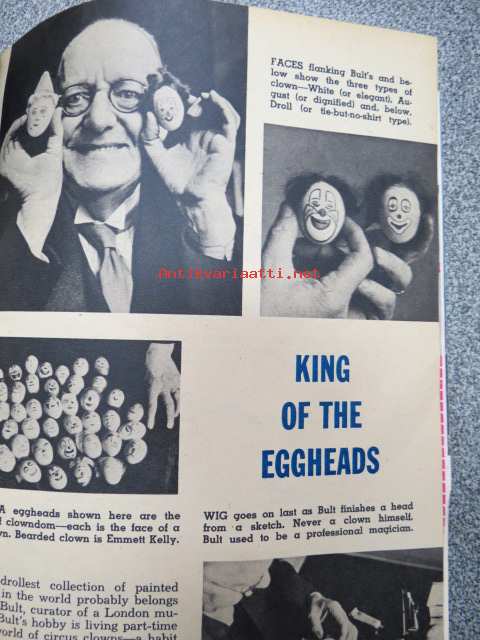 FACES flanking Bult's and be-
low show the three types of
clown—White (or elegant), Au-
gust (or dignified) and, below,
Droll (or tie-but-no-shirt type).
Antikvariaatti.net
KING
OF THE
EGGHEADS
A eggheads shown here are the
clowndom—each is the face of a
wn. Bearded clown is Emmett Kelly.
WIG goes on last as Bult finishes a head
from a sketch. Never a clown himself,
Bult used to be a professional magician.
drollest collection of painted
in the world probably belongs
Bult, curator of a London mu-
Bult's hobby is living part-time
world of circus clowns—a habit